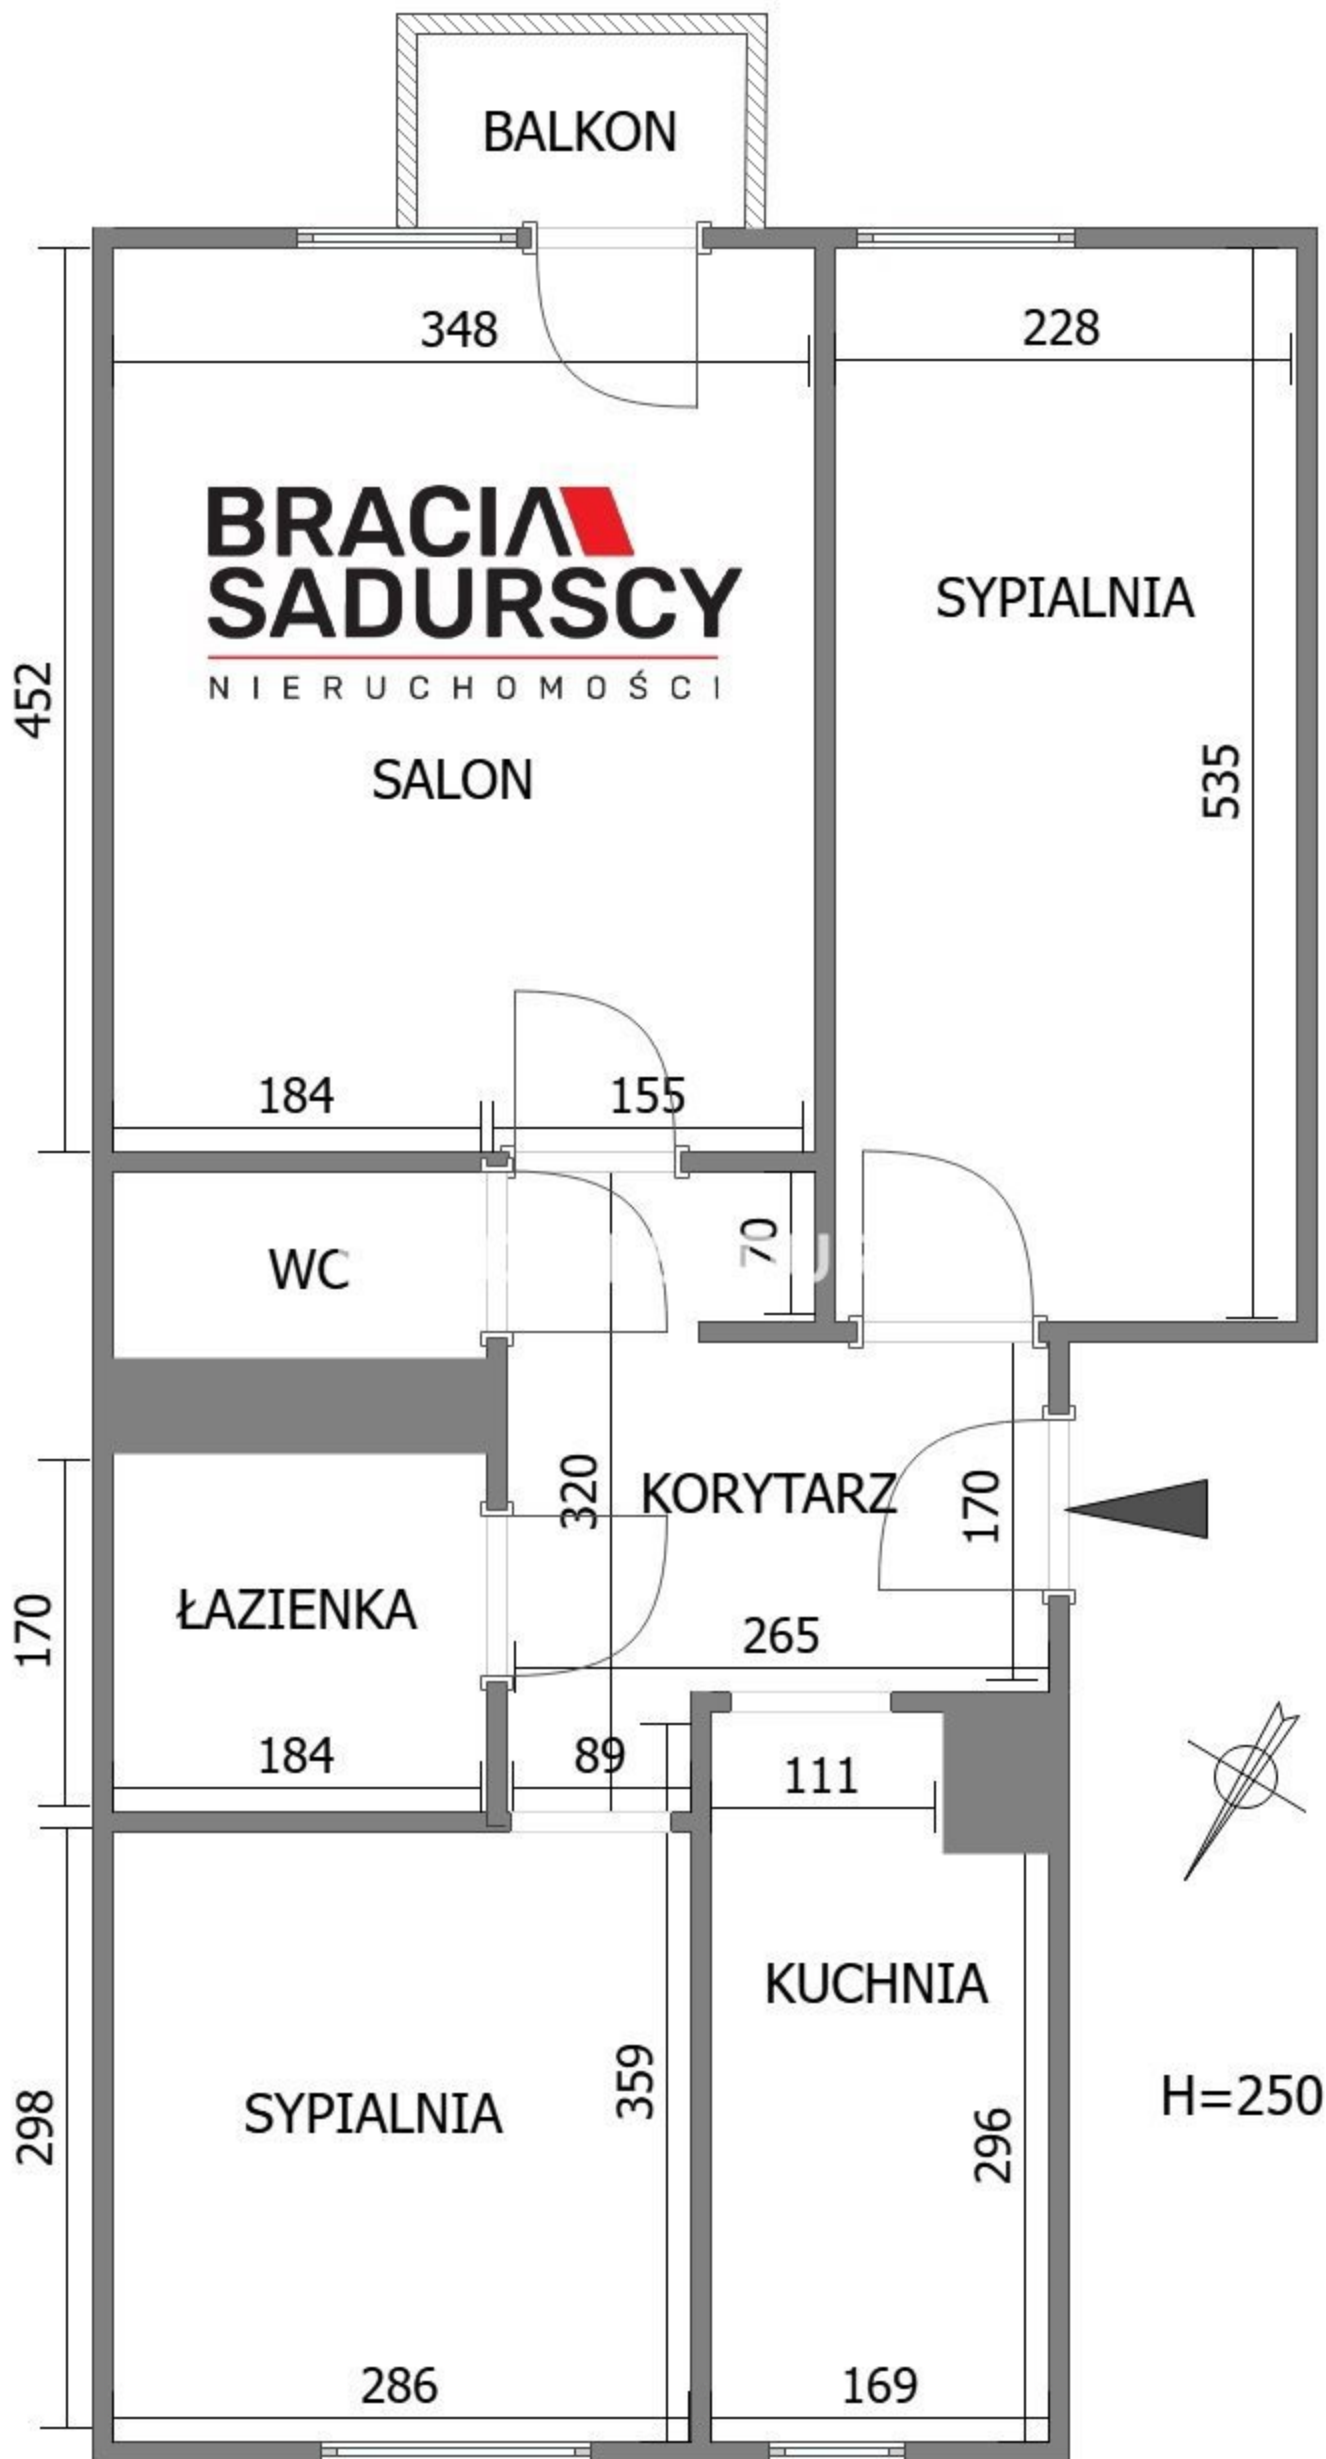 BALKON
348
228
BRACIA
SADURSCY
NIERUCHOMOŚCI
SYPIALNIA
452
SALON
535
184
155
WC
70
320
KORYTARZ
170
170
ŁAZIENKA
265
184
89
111
KUCHNIA
298
SYPIALNIA
359
296
H=250
286
169